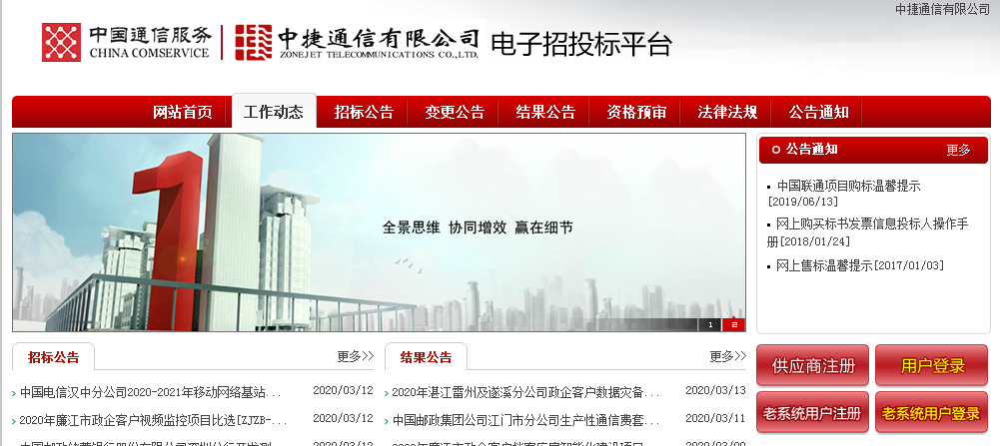 中捷通信有限公司
中国通信服务
CHINA COMSERVICE
中捷通信有限公司
ZONEJET TELECOMMUNICATIONS CO.,LTD.
电子招投标平台
网站首页 工作动态 招标公告 变更公告 结果公告 资格预审 法律法规 公告通知
全景思维 协同增效 赢在细节
1 2
公告通知 更多
中国联通项目购标温馨提示
[2019/06/13]
网上购买标书发票信息投标人操作手
册[2018/01/24]
网上售标温馨提示[2017/01/03]
招标公告 更多>>
中国电信汉中分公司2020-2021年移动网络基站... 2020/03/12
2020年廉江市政企客户视频监控项目比选[ZJZB-... 2020/03/12
结果公告 更多>>
2020年湛江雷州及遂溪分公司政企客户数据灾备... 2020/03/13
中国邮政集团公司江门市分公司生产性通信费套... 2020/03/11
供应商注册 用户登录
老系统用户注册 老系统用户登录